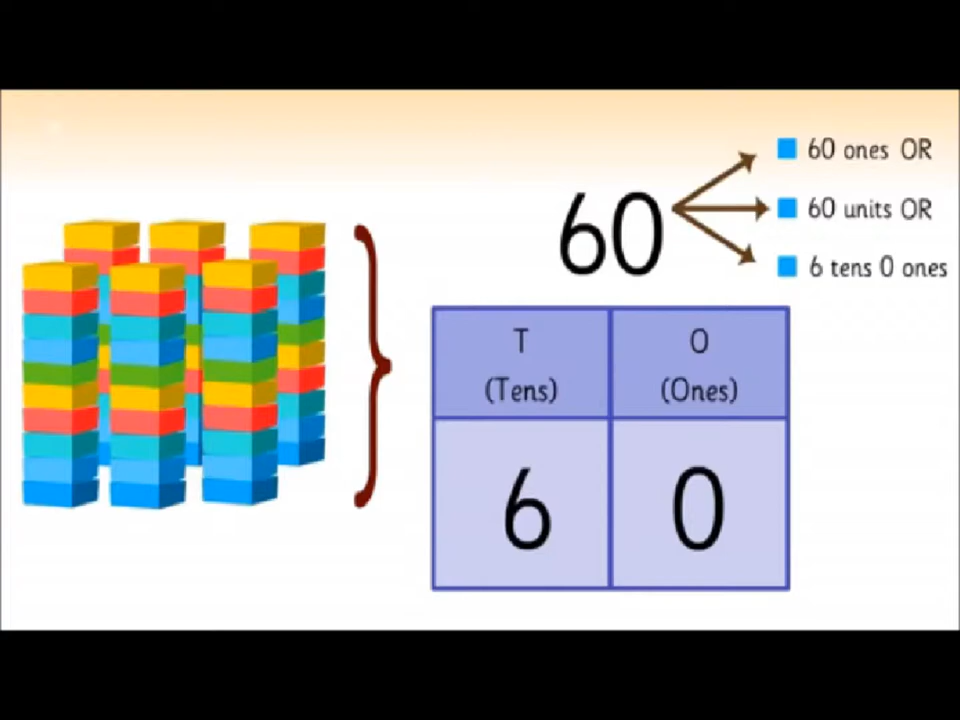 60
60 ones OR
60 units OR
6 tens 0 ones
T O
(Tens) (Ones)
6 0